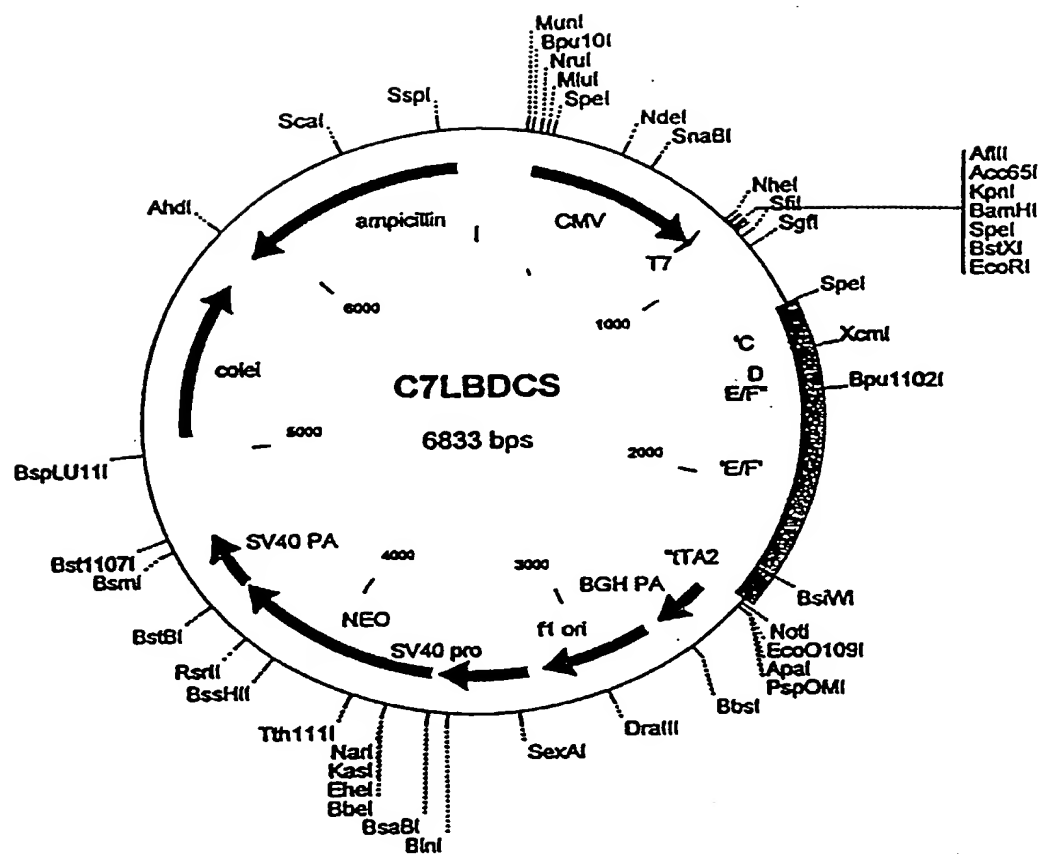 MunI
Bpu10I
NruI
MluI
SpeI
SspI
ScaI
AhdI
NdeI
SnaBI
NheI
SfiI
SgfI
AflII
Acc65I
KpnI
BamHI
SpeI
BstXI
EcoRI
ampicillin
CMV
T7
6000
1000
SpeI
XcmI
Bpu1102I
'C
D
E/F"
colei
C7LBDCS
6833 bps
5000
2000
'E/F'
BspLU11I
SV40 PA
4000
3000
BGH PA
"tTA2
Bst1107I
BsmI
NEO
f1 ori
SV40 pro
BsiWI
NotI
EcoO109I
ApaI
PspOMI
BstBI
RsrII
BssHII
BbsI
Tth111I
DraIII
SexAI
NarI
KasI
EheI
BbeI
BsaBI
BlnI